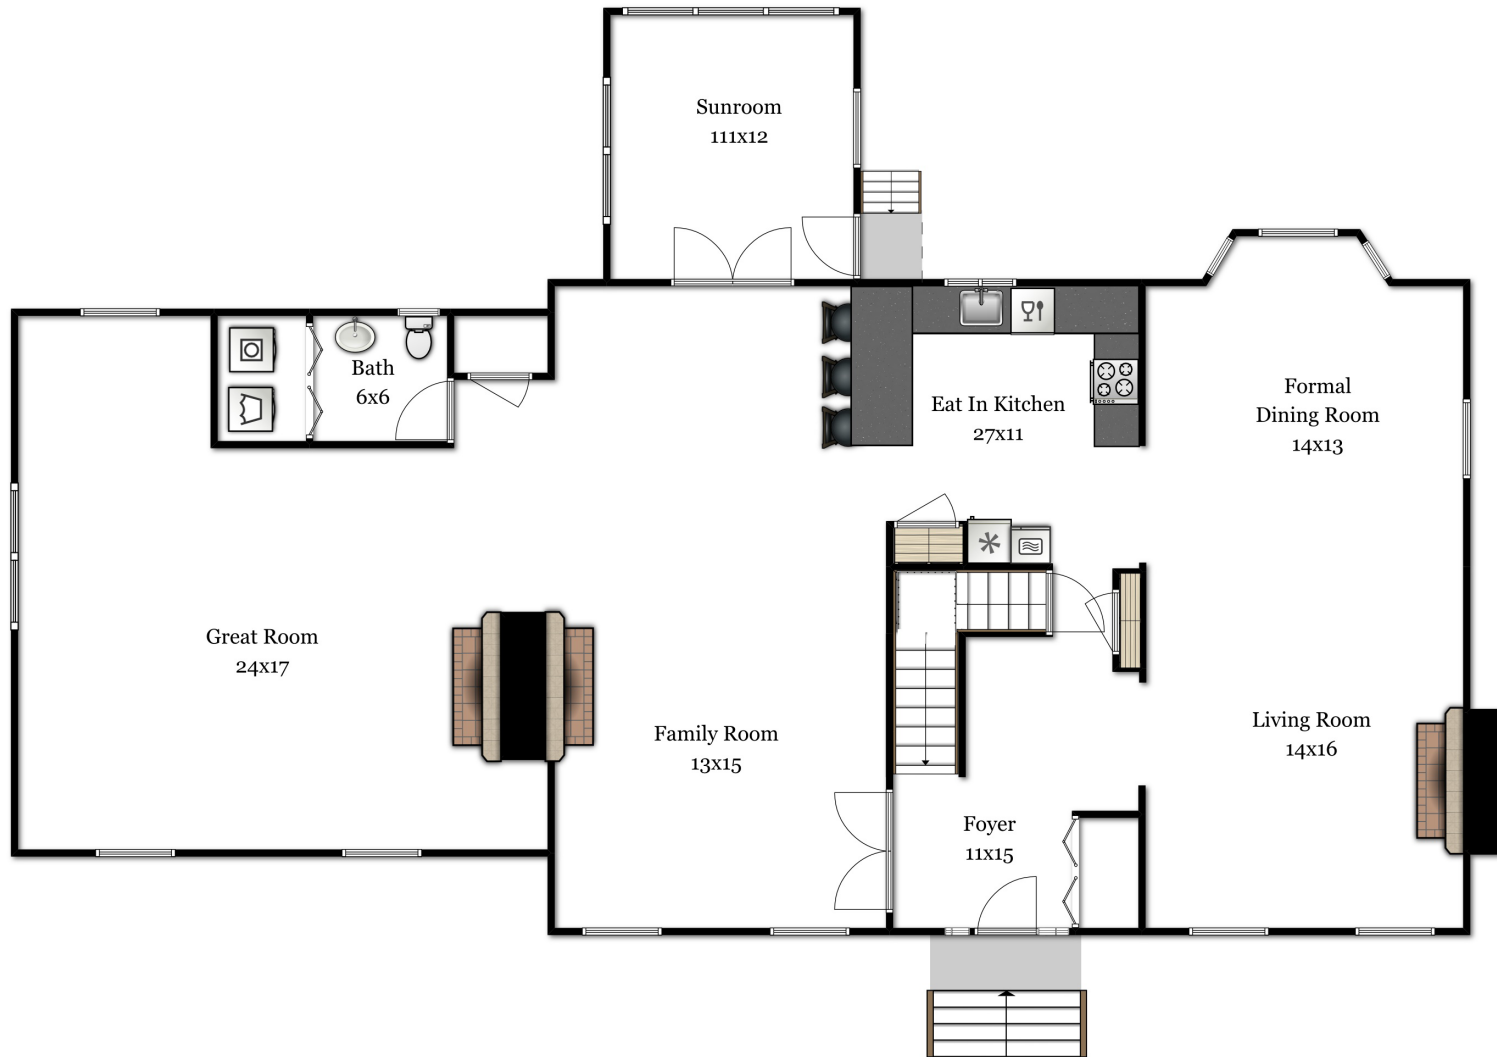 Sunroom
111x12
Bath
6x6
Eat In Kitchen
27x11
Formal
Dining Room
14x13
Great Room
24x17
Family Room
13x15
Living Room
14x16
Foyer
11x15